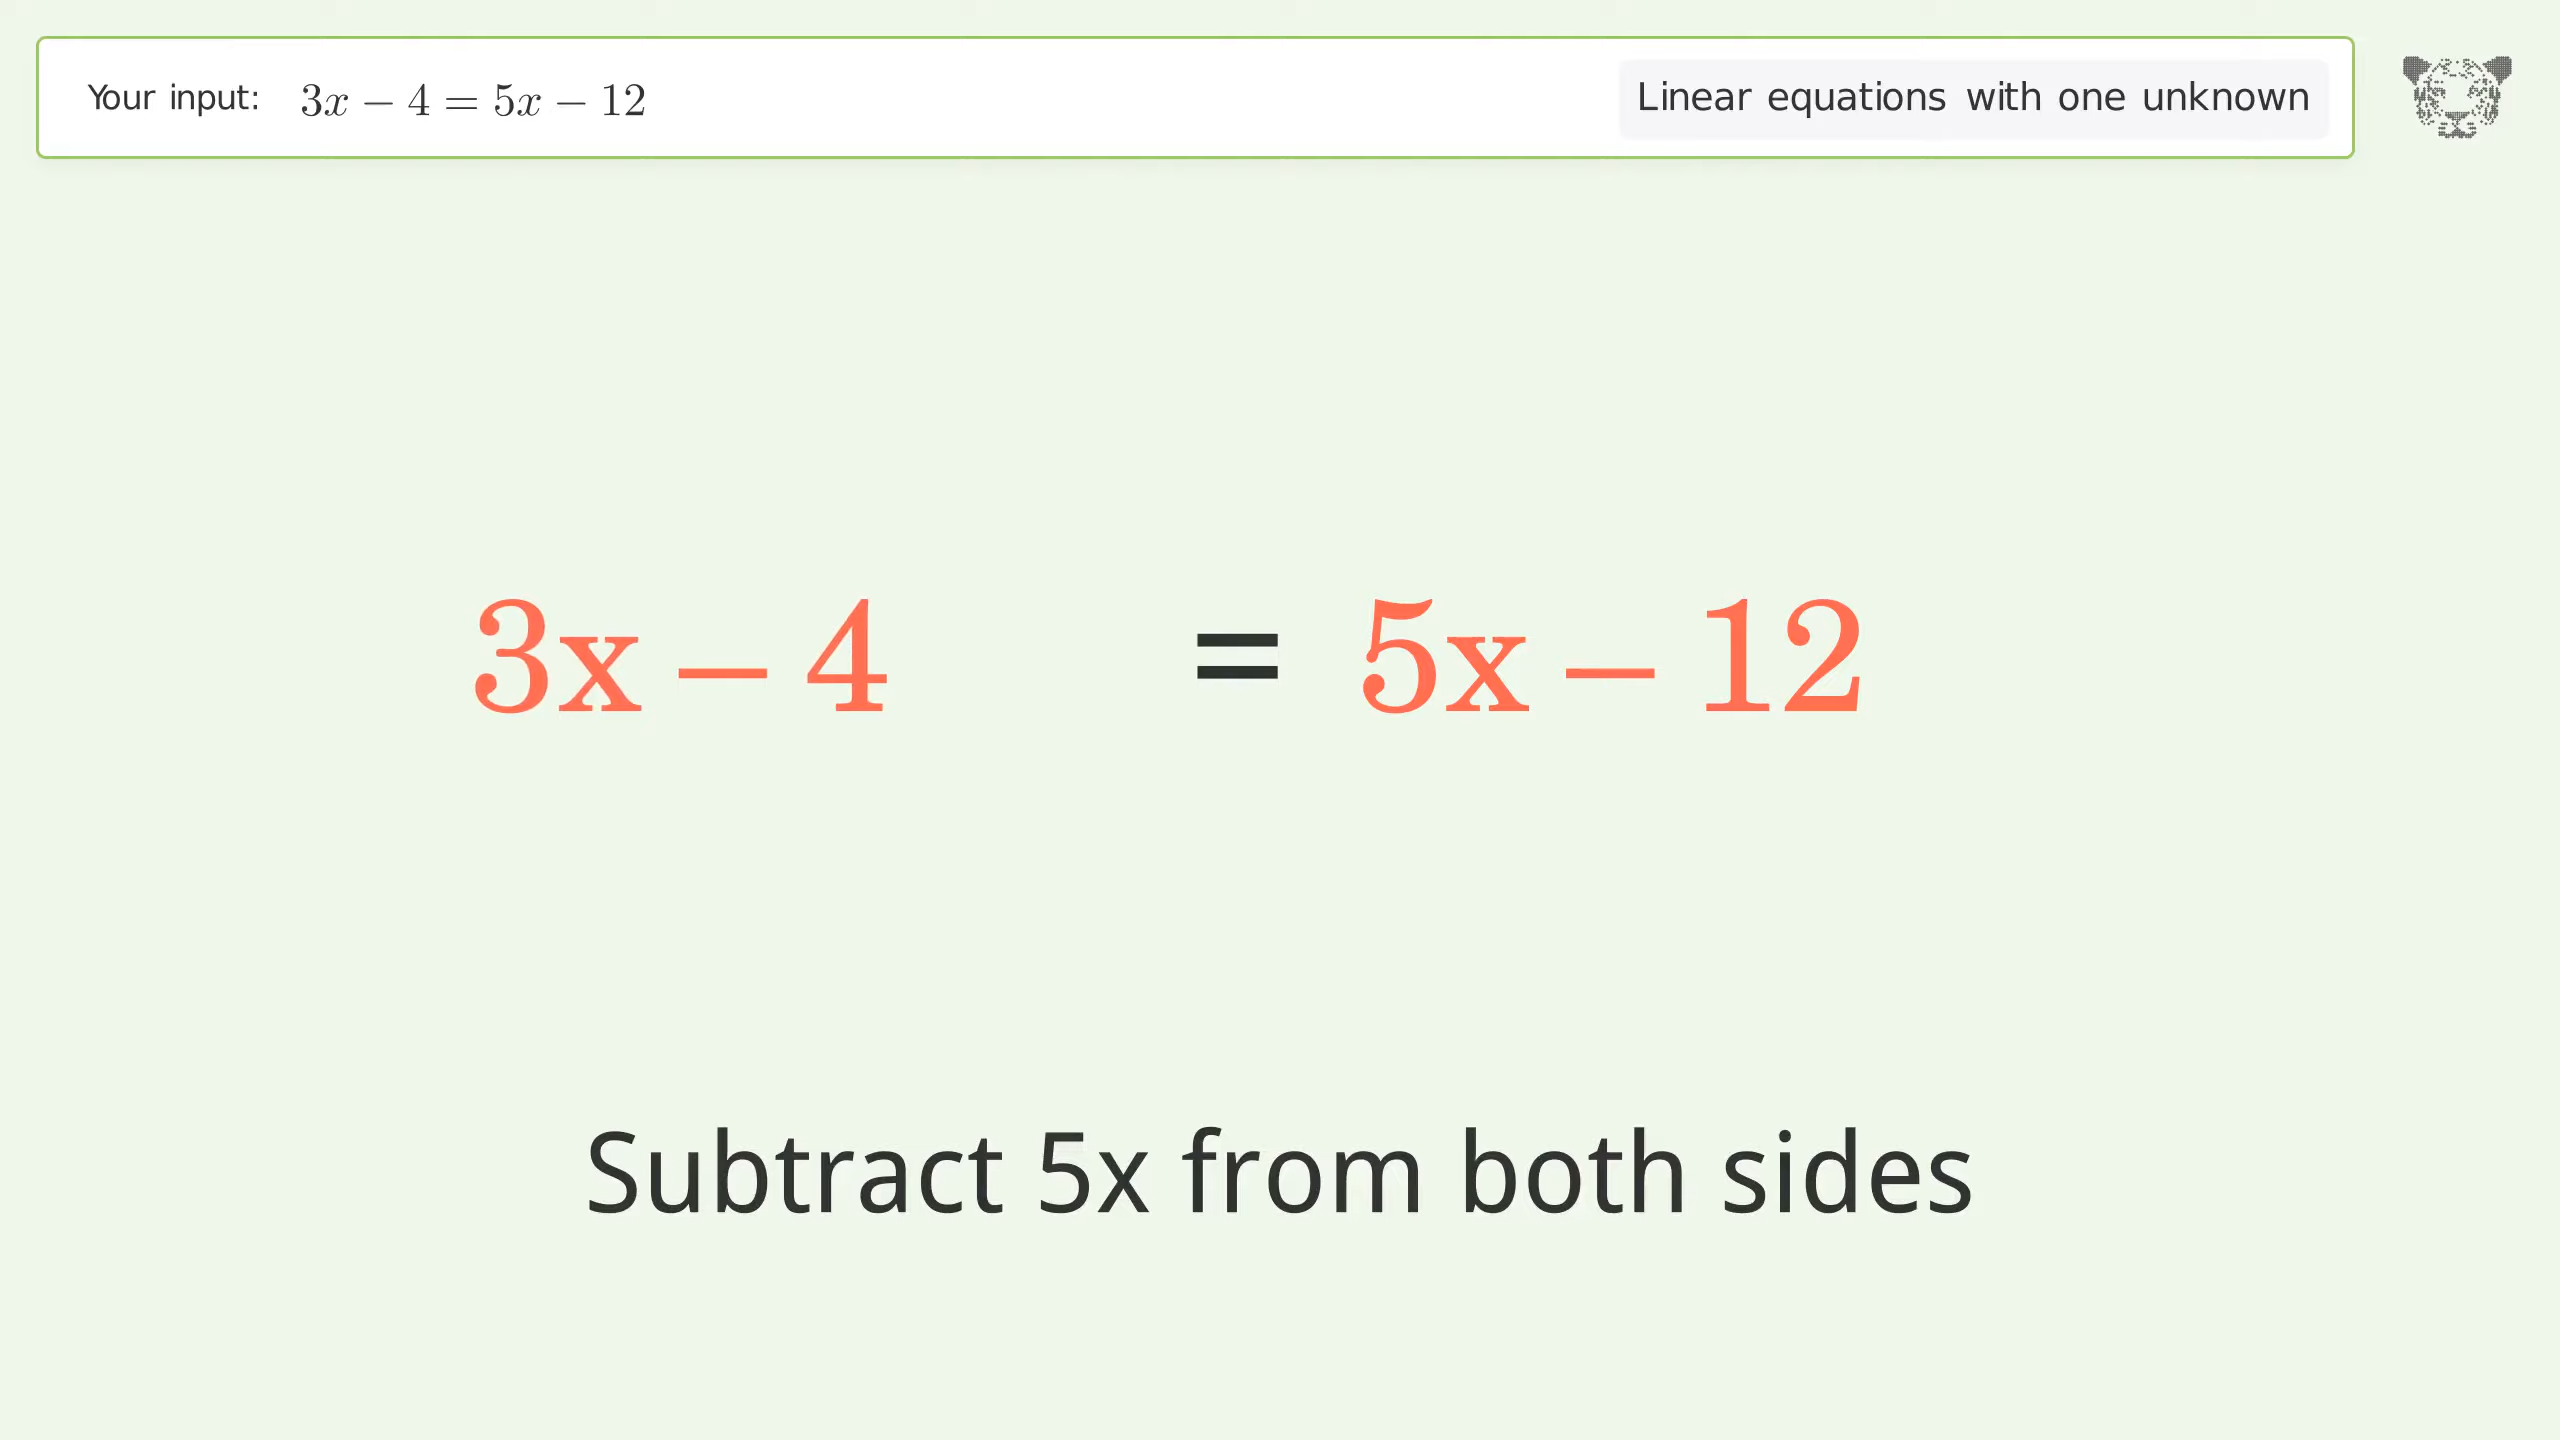 Your input: 3x − 4 = 5x − 12
Linear equations with one unknown
3x − 4 = 5x − 12
Subtract 5x from both sides